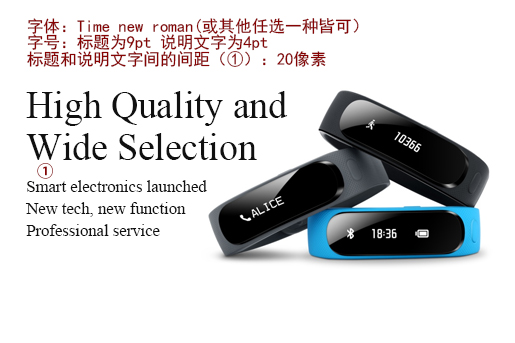 字体：Time new roman(或其他任选一种皆可)
字号：标题为9pt 说明文字为4pt
标题和说明文字间的间距（①）：20像素
High Quality and
Wide Selection
①
Smart electronics launched
New tech, new function
Professional service
10366
ALICE
18:36